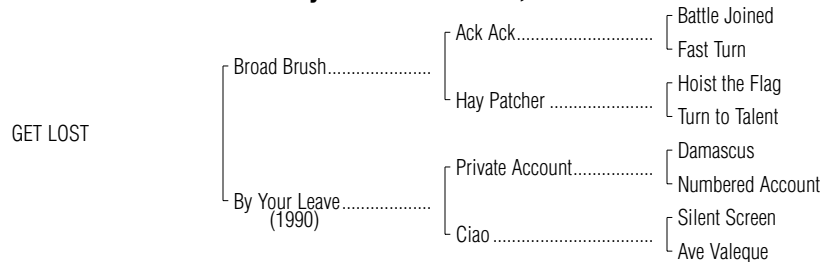 Battle Joined
Ack Ack..................................
Fast Turn
Broad Brush.........................
Hoist the Flag
Hay Patcher .........................
Turn to Talent
GET LOST
Damascus
Private Account....................
Numbered Account
By Your Leave......................
(1990)
Silent Screen
Ciao .......................................
Ave Valeque